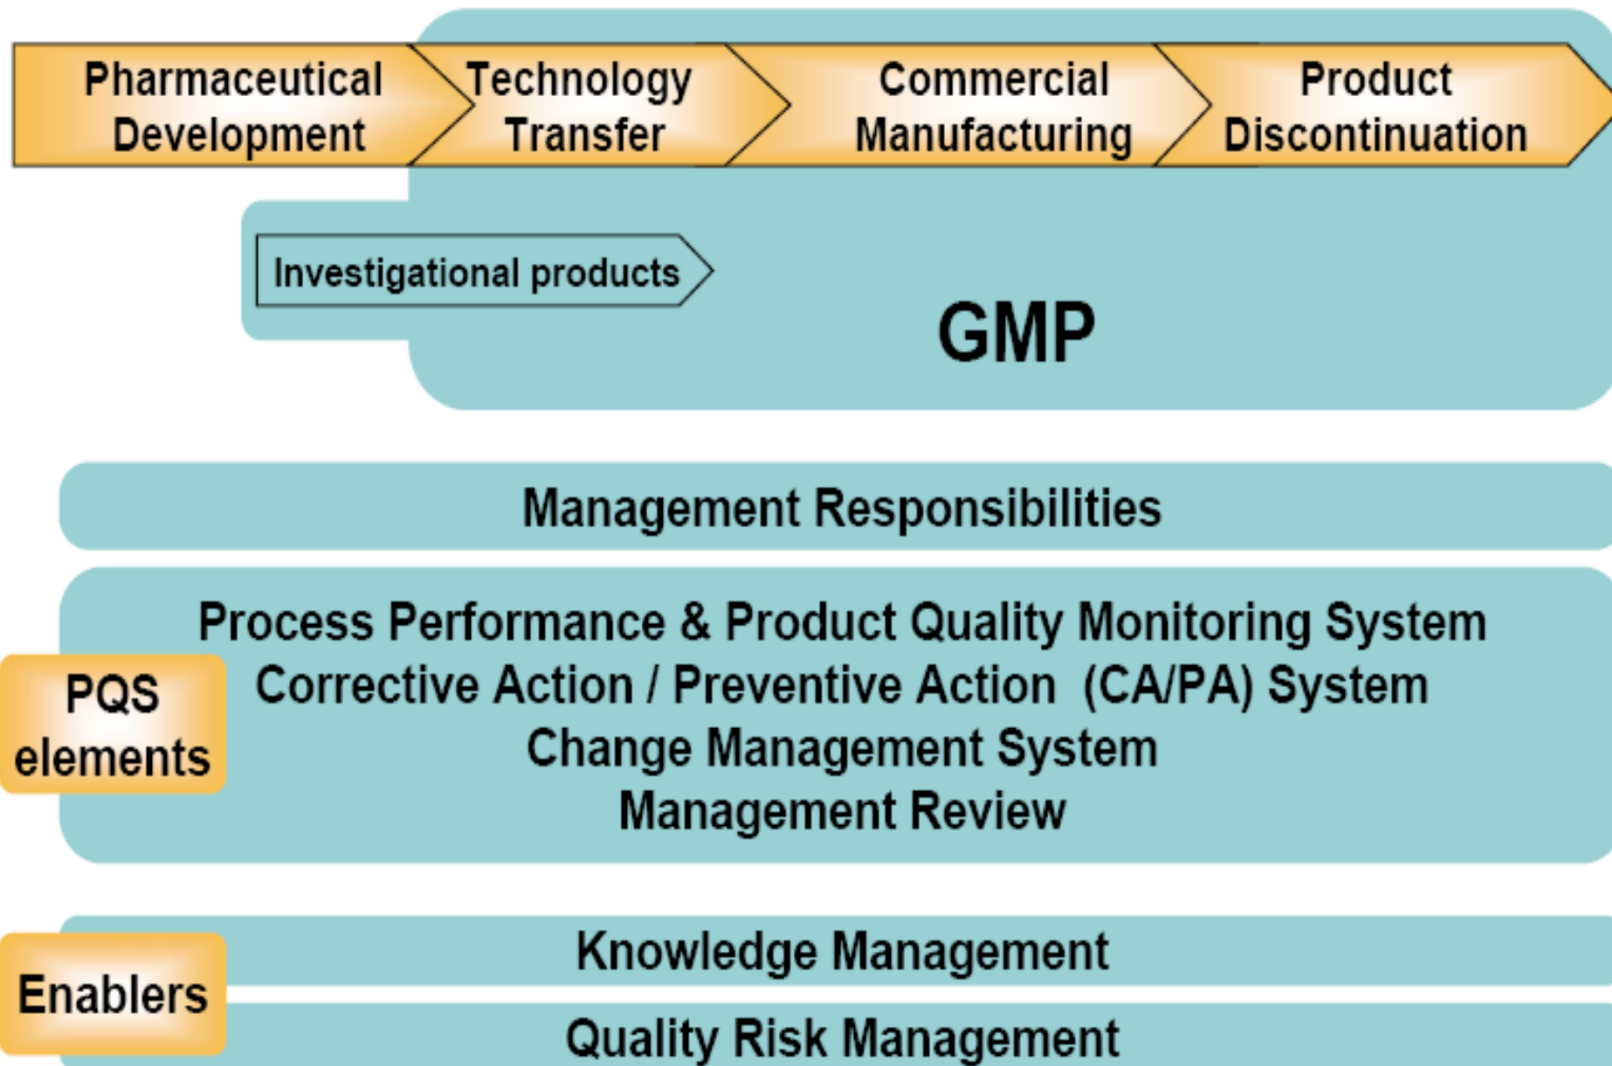 Pharmaceutical
Development
Technology
Transfer
Commercial
Manufacturing
Product
Discontinuation
Investigational products
GMP
Management Responsibilities
PQS
elements
Process Performance & Product Quality Monitoring System
Corrective Action / Preventive Action (CA/PA) System
Change Management System
Management Review
Enablers
Knowledge Management
Quality Risk Management